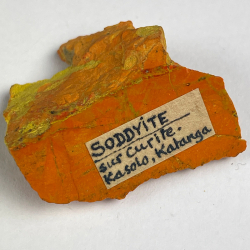 SODDYITE
sur Curite.
Kasolo, Katanga